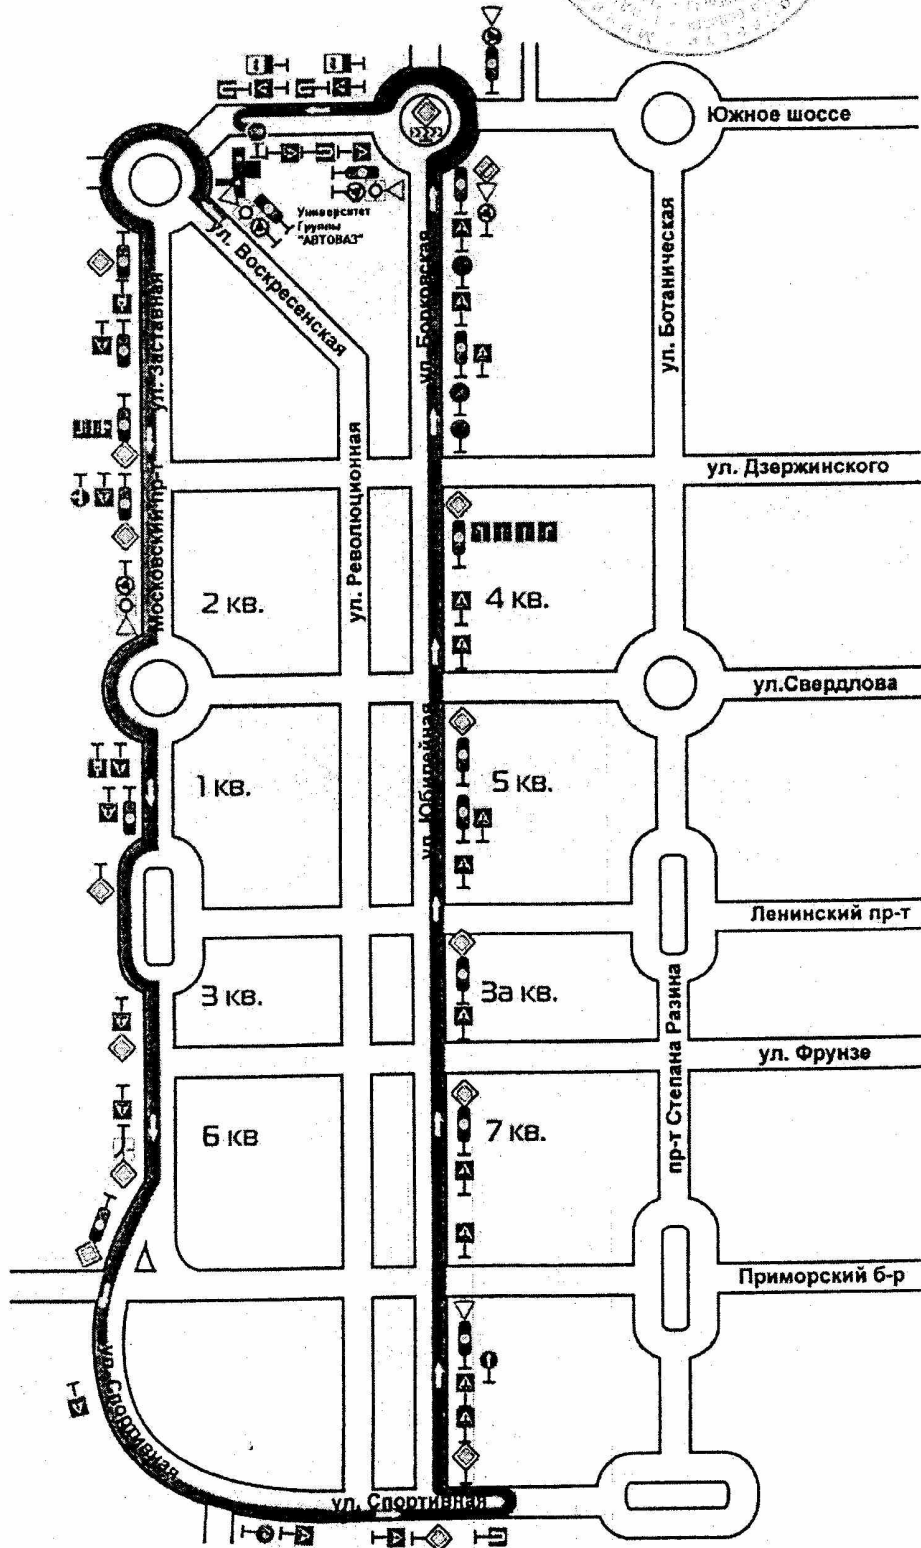 Южное шоссе
Университет
Группы
"АВТОВАЗ"
ул. Воскресенская
ул. Заставная
ул. Борковская
ул. Ботаническая
ул. Дзержинского
ул. Революционная
Московский пр-т
2 кв.
4 кв.
ул.Свердлова
1 кв.
ул. Юбилейная
5 кв.
Ленинский пр-т
3 кв.
3а кв.
пр-т Степана Разина
ул. Фрунзе
6 кв
7 кв.
Приморский б-р
ул. Спортивная
ул. Спортивная